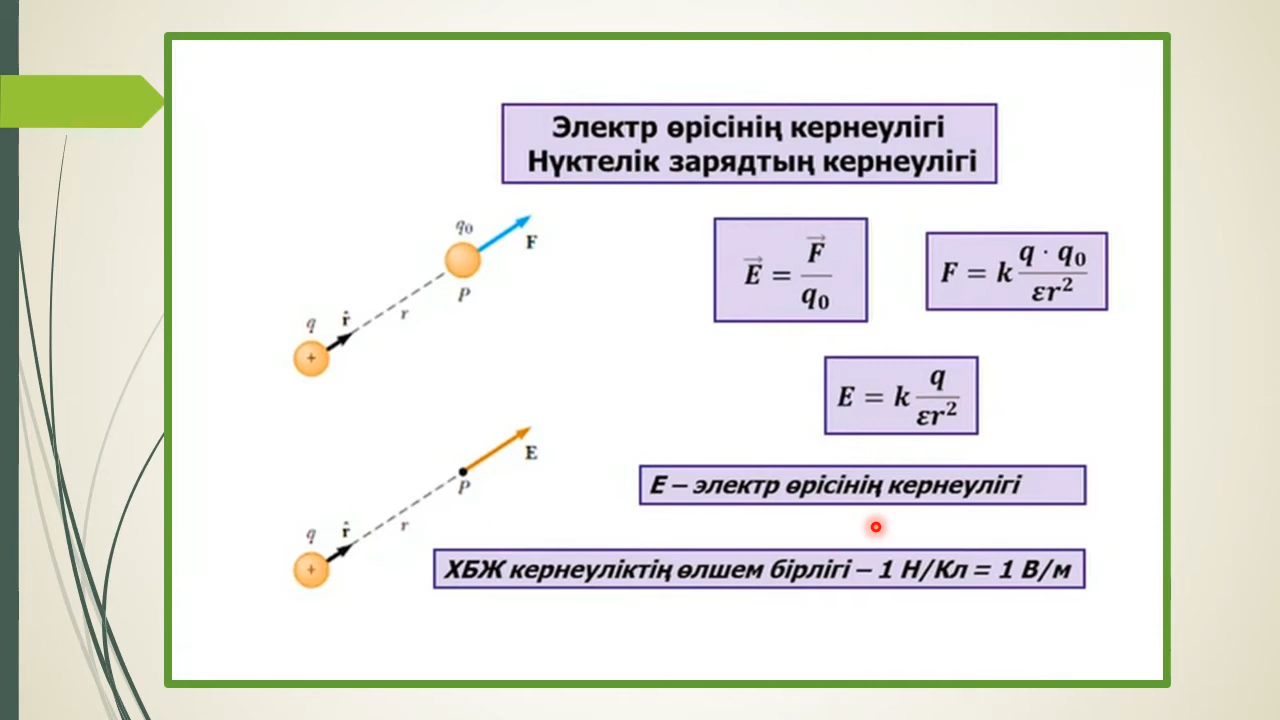 Электр өрісінің кернеулігі
Нүктелік зарядтың кернеулігі
q₀
F
P
r
r̂
q
+
E⃗ = F⃗ / q₀
F = k q · q₀ / εr²
E = k q / εr²
E
P
r
r̂
q
+
E – электр өрісінің кернеулігі
ХБЖ кернеуліктің өлшем бірлігі – 1 Н/Кл = 1 В/м